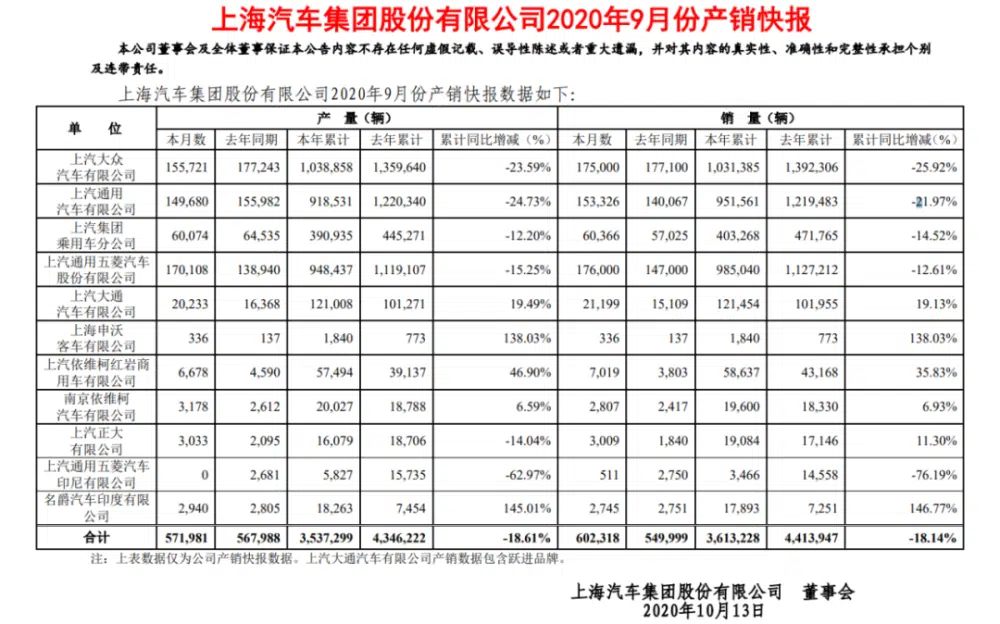 上海汽车集团股份有限公司2020年9月份产销快报
本公司董事会及全体董事保证本公告内容不存在任何虚假记载、误导性陈述或者重大遗漏，并对其内容的真实性、准确性和完整性承担个别
及连带责任。
上海汽车集团股份有限公司2020年9月份产销快报数据如下：
单 位 产 量（辆） 销 量（辆）
本月数 去年同期 本年累计 去年累计 累计同比增减（%） 本月数 去年同期 本年累计 去年累计 累计同比增减（%）
上汽大众
汽车有限公司 155,721 177,243 1,038,858 1,359,640 -23.59% 175,000 177,100 1,031,385 1,392,306 -25.92%
上汽通用
汽车有限公司 149,680 155,982 918,531 1,220,340 -24.73% 153,326 140,067 951,561 1,219,483 -21.97%
上汽集团
乘用车分公司 60,074 64,535 390,935 445,271 -12.20% 60,366 57,025 403,268 471,765 -14.52%
上汽通用五菱汽车
股份有限公司 170,108 138,940 948,437 1,119,107 -15.25% 176,000 147,000 985,040 1,127,212 -12.61%
上汽大通
汽车有限公司 20,233 16,368 121,008 101,271 19.49% 21,199 15,109 121,454 101,955 19.13%
上海申沃
客车有限公司 336 137 1,840 773 138.03% 336 137 1,840 773 138.03%
上汽依维柯红岩商
用车有限公司 6,678 4,590 57,494 39,137 46.90% 7,019 3,803 58,637 43,168 35.83%
南京依维柯
汽车有限公司 3,178 2,612 20,027 18,788 6.59% 2,807 2,417 19,600 18,330 6.93%
上汽正大
有限公司 3,033 2,095 16,079 18,706 -14.04% 3,009 1,840 19,084 17,146 11.30%
上汽通用五菱汽车
印尼有限公司 0 2,681 5,827 15,735 -62.97% 511 2,750 3,466 14,558 -76.19%
名爵汽车印度有限
公司 2,940 2,805 18,263 7,454 145.01% 2,745 2,751 17,893 7,251 146.77%
合计 571,981 567,988 3,537,299 4,346,222 -18.61% 602,318 549,999 3,613,228 4,413,947 -18.14%
注：上表数据仅为公司产销快报数据。上汽大通汽车有限公司产销数据包含跃进品牌。
上海汽车集团股份有限公司 董事会
2020年10月13日